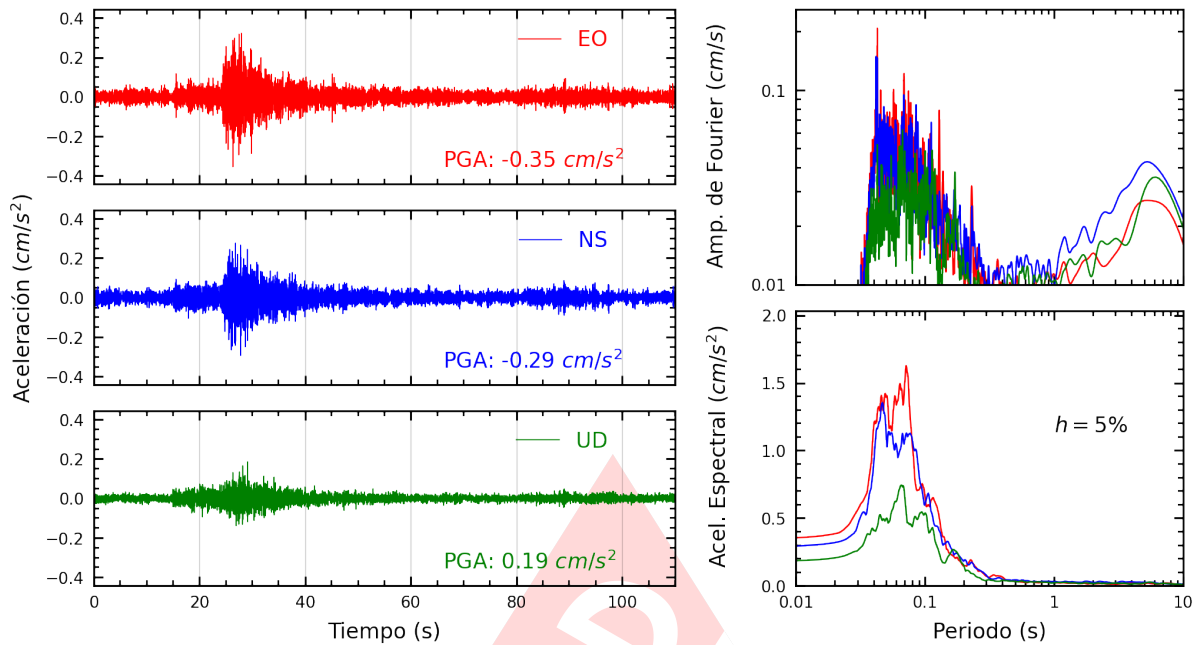 Aceleración (cm/s²)
0.4
0.2
0.0
−0.2
−0.4
EO
PGA: -0.35 cm/s²
0.4
0.2
0.0
−0.2
−0.4
NS
PGA: -0.29 cm/s²
0.4
0.2
0.0
−0.2
−0.4
UD
PGA: 0.19 cm/s²
0 20 40 60 80 100
Tiempo (s)
Amp. de Fourier (cm/s)
0.1
0.01
Acel. Espectral (cm/s²)
2.0
1.5
1.0
0.5
0.0
h = 5%
0.01 0.1 1 10
Periodo (s)